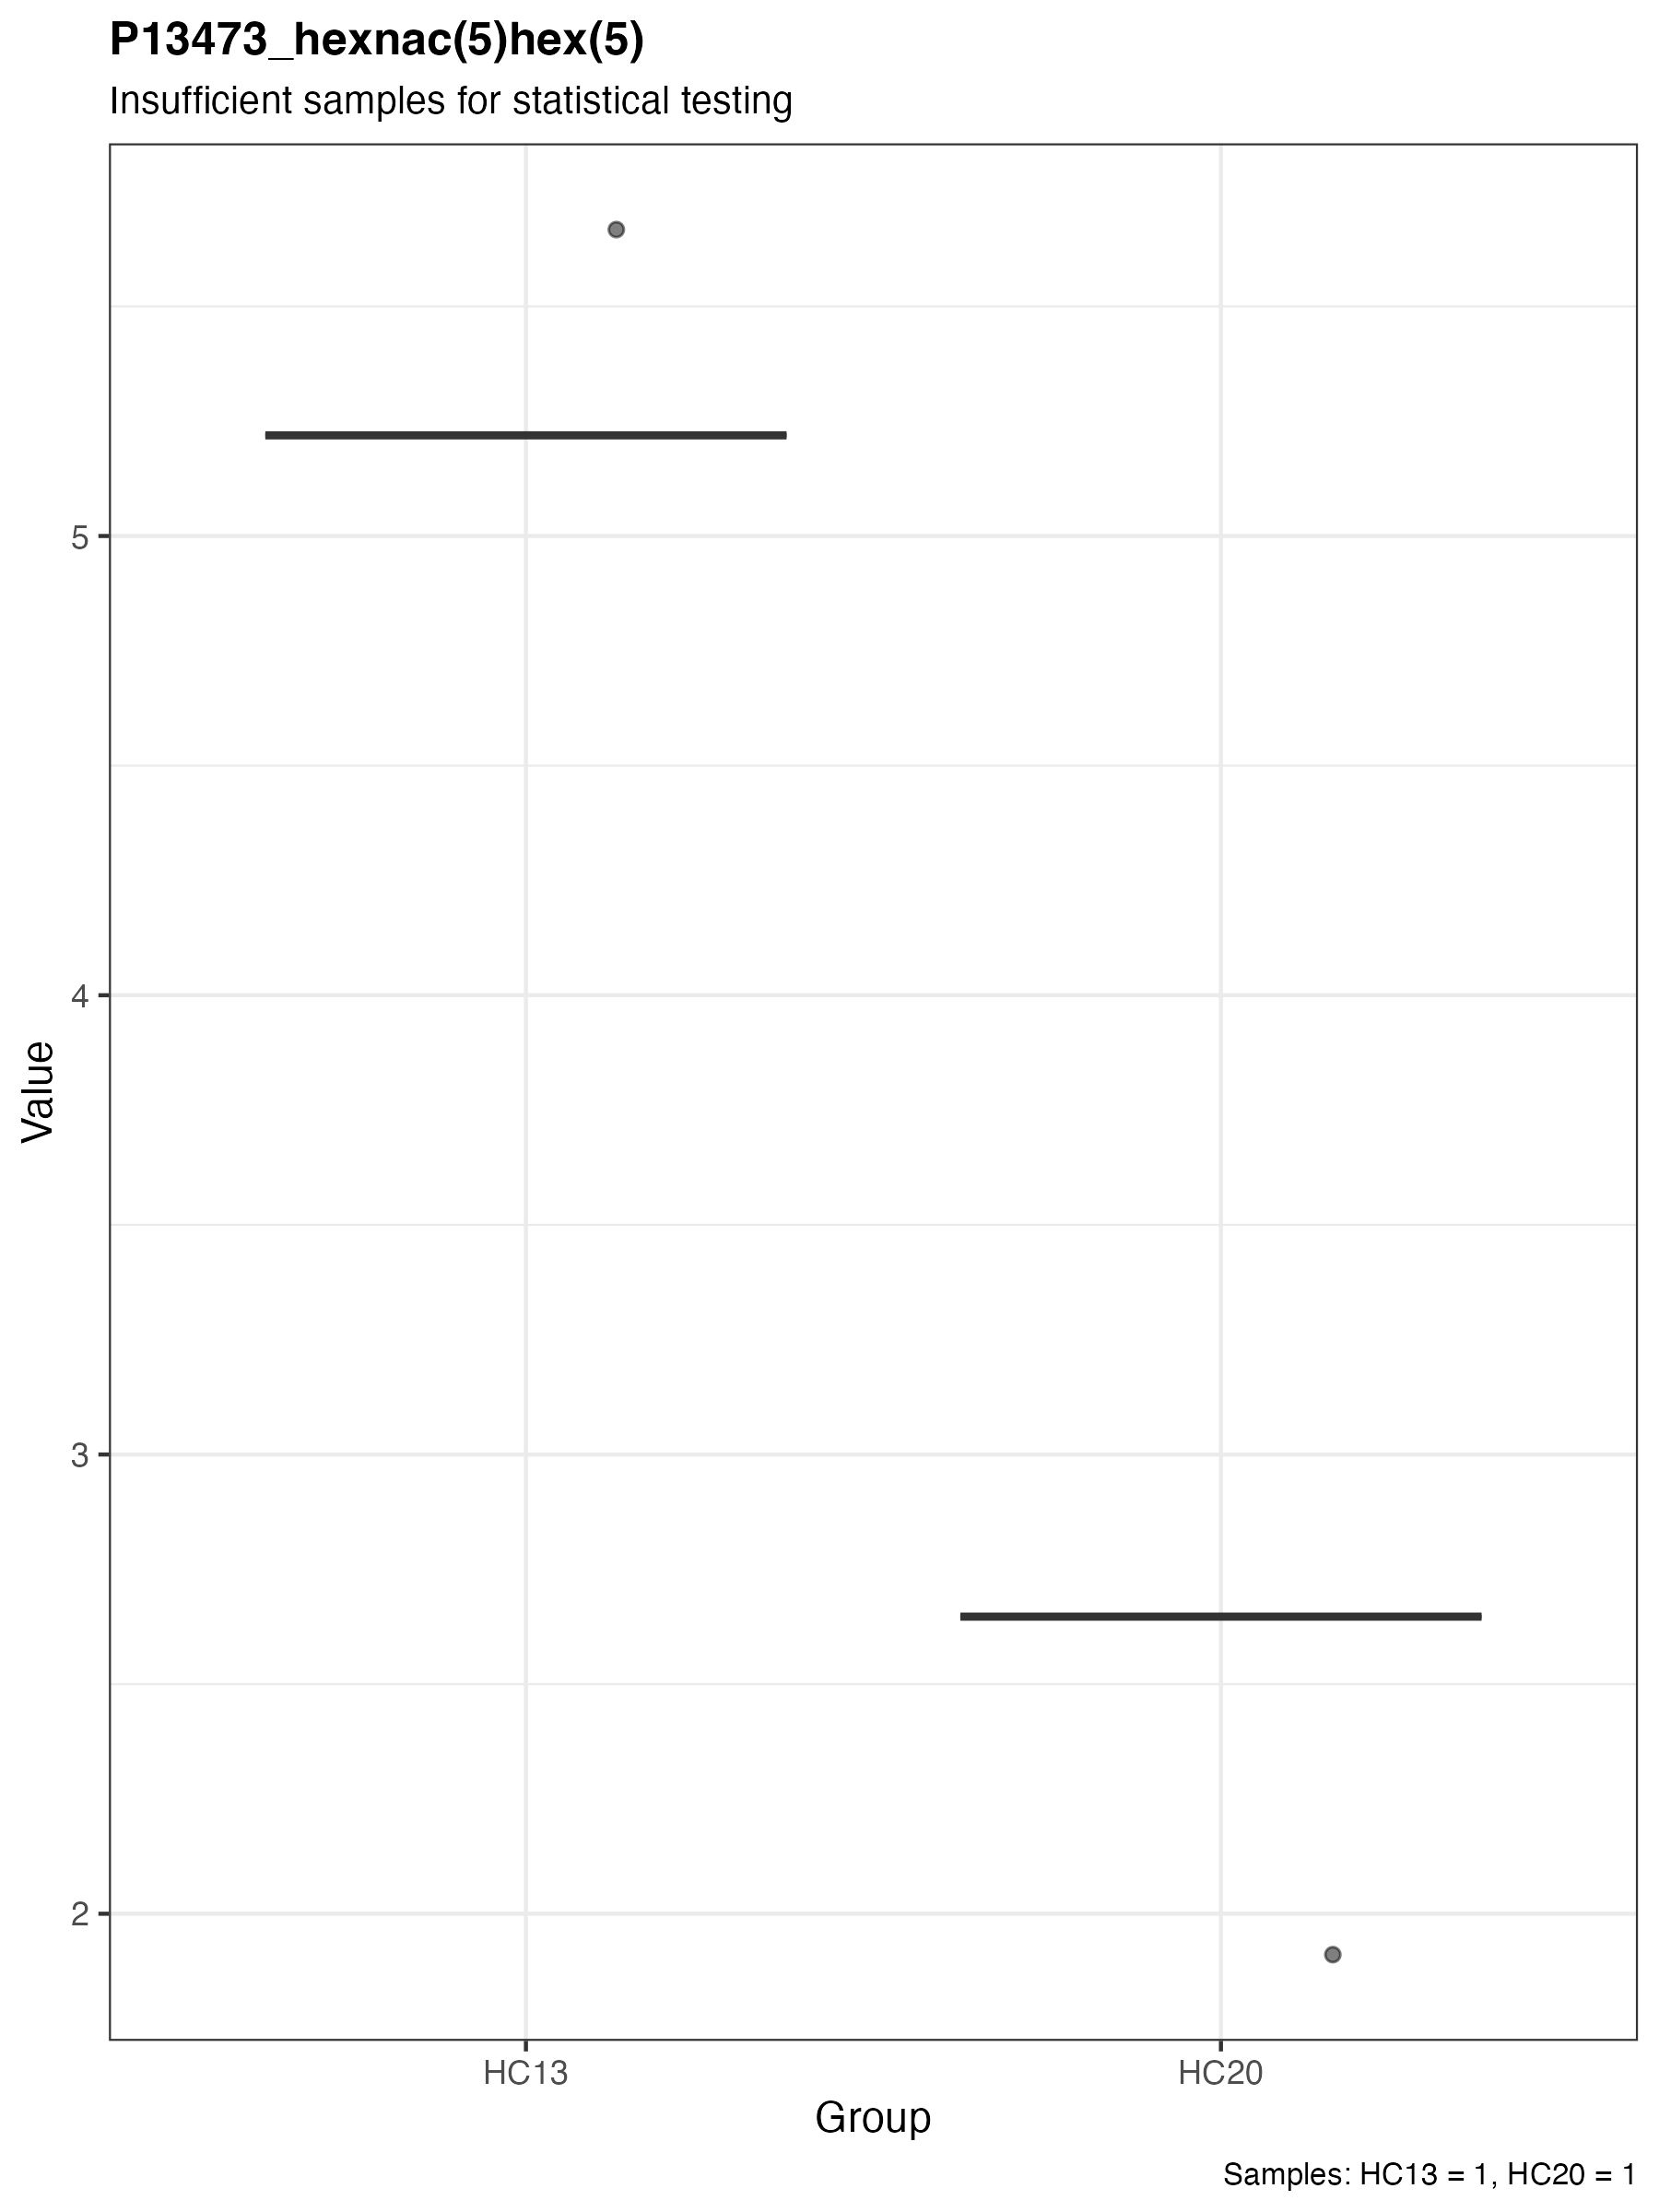 P13473_hexnac(5)hex(5)
Insufficient samples for statistical testing
5
4
3
2
Value
HC13
HC20
Group
Samples: HC13 = 1, HC20 = 1